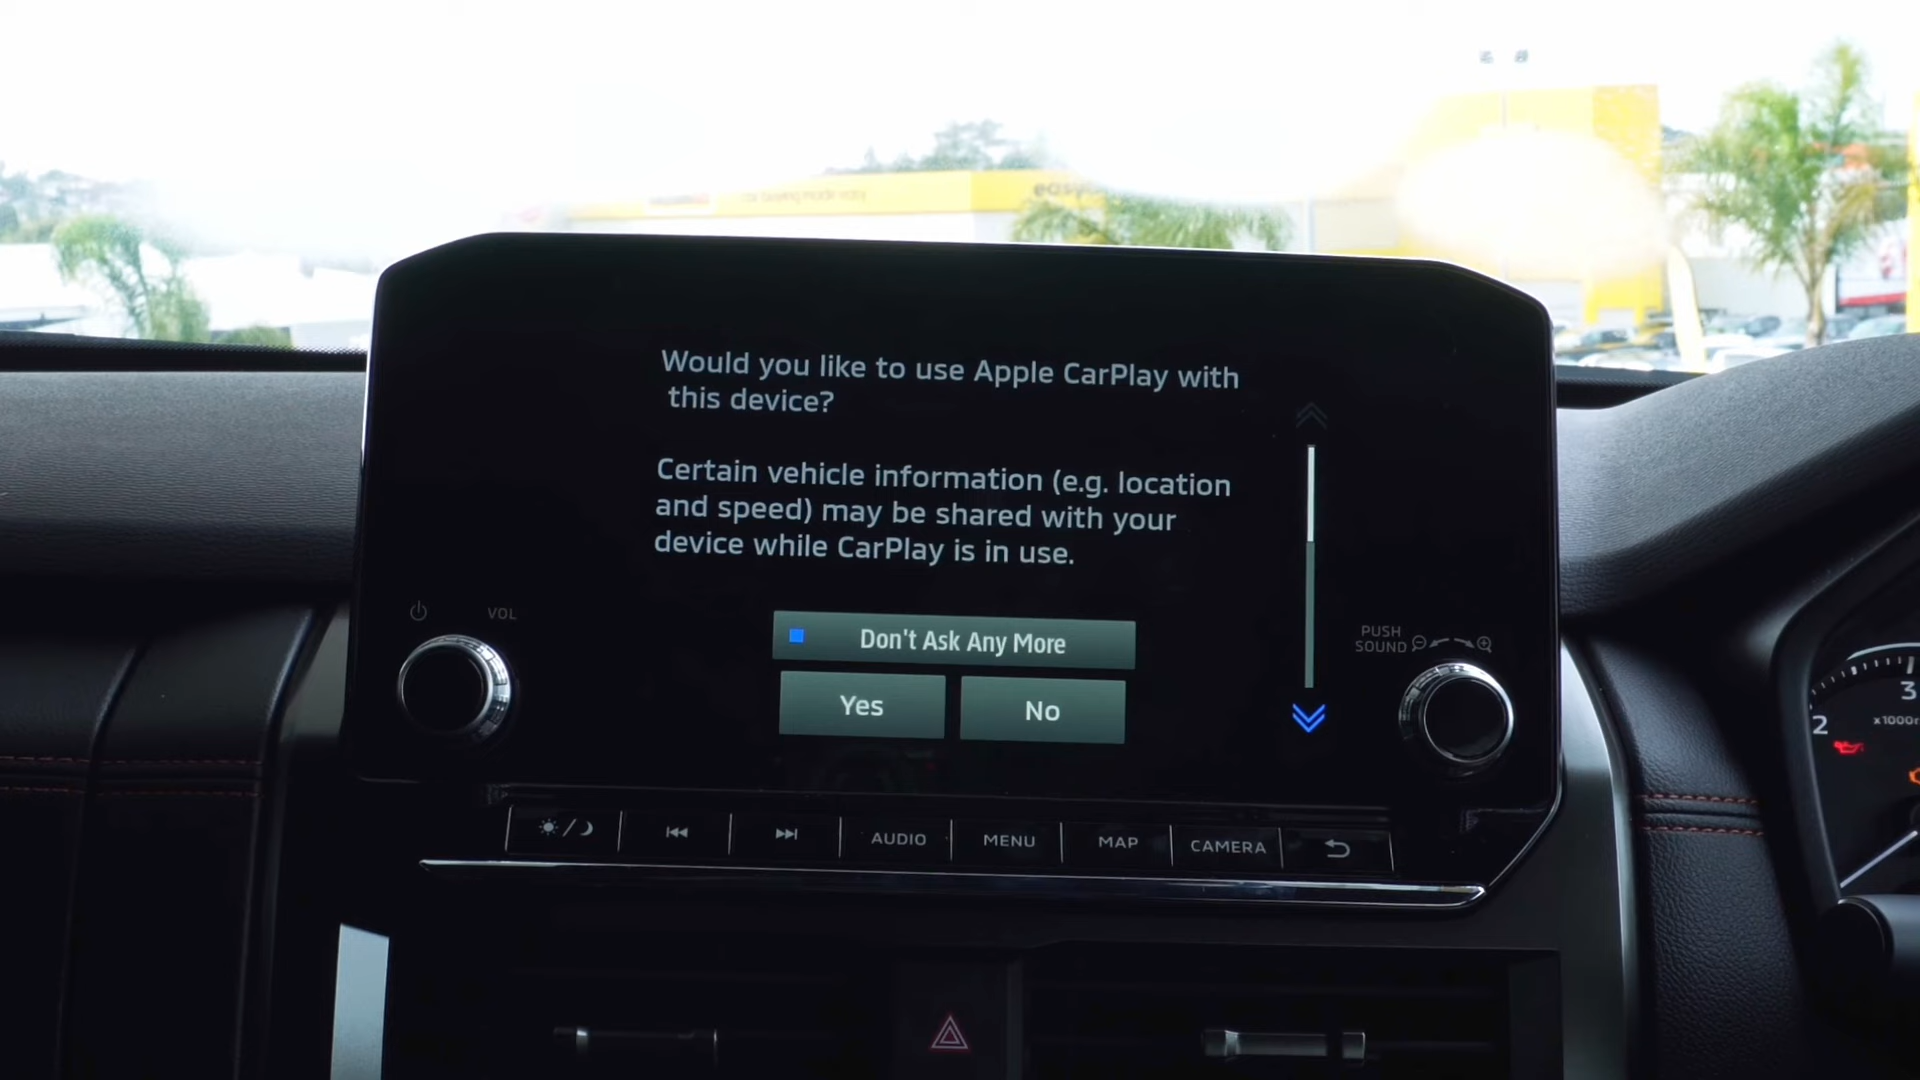 Would you like to use Apple CarPlay with
this device?
Certain vehicle information (e.g. location
and speed) may be shared with your
device while CarPlay is in use.
Don't Ask Any More
Yes
No
VOL
PUSH
SOUND
AUDIO
MENU
MAP
CAMERA
3
2